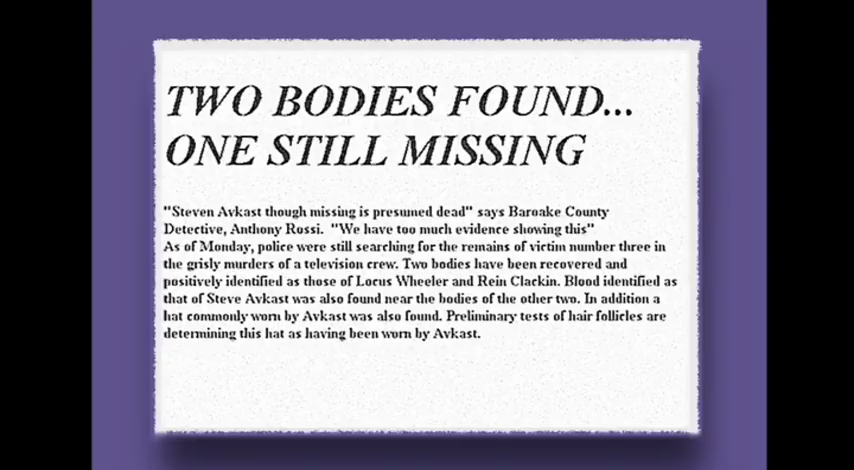 TWO BODIES FOUND...
ONE STILL MISSING
"Steven Avkast though missing is presumed dead" says Baroake County
Detective, Anthony Rossi. "We have too much evidence showing this"
As of Monday, police were still searching for the remains of victim number three in
the grisly murders of a television crew. Two bodies have been recovered and
positively identified as those of Locus Wheeler and Rein Clackin. Blood identified as
that of Steve Avkast was also found near the bodies of the other two. In addition a
hat commonly worn by Avkast was also found. Preliminary tests of hair follicles are
determining this hat as having been worn by Avkast.